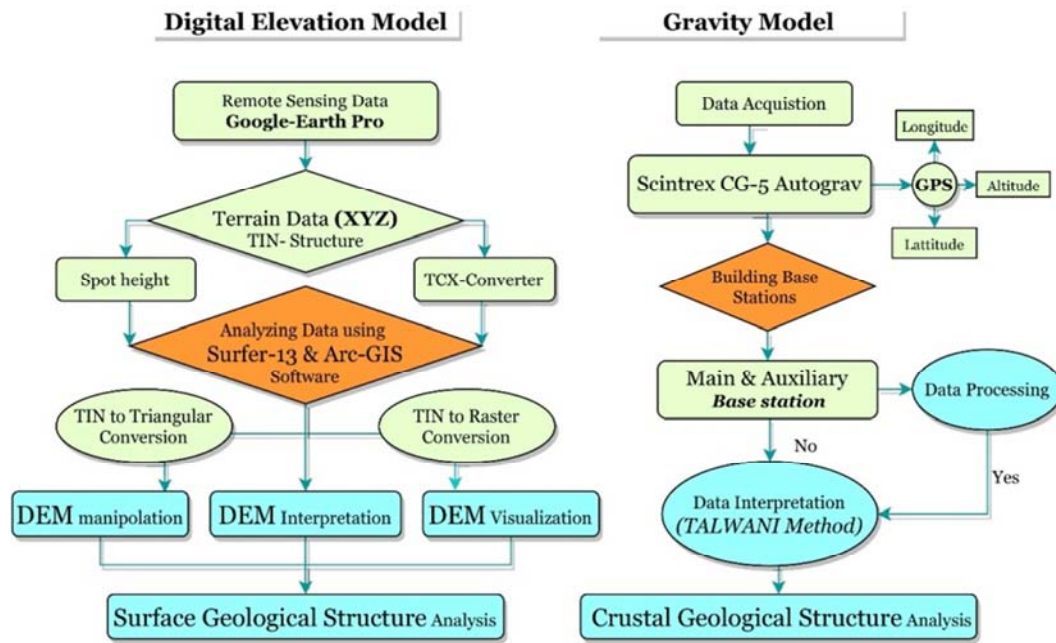 Digital Elevation Model
Remote Sensing Data
Google-Earth Pro
Terrain Data (XYZ)
TIN- Structure
Spot height
TCX-Converter
Analyzing Data using
Surfer-13 & Arc-GIS
Software
TIN to Triangular
Conversion
TIN to Raster
Conversion
DEM manipolation
DEM Interpretation
DEM Visualization
Surface Geological Structure Analysis
Gravity Model
Data Acquistion
Scintrex CG-5 Autograv
GPS
Longitude
Altitude
Lattitude
Building Base
Stations
Main & Auxiliary
Base station
Data Processing
No
Yes
Data Interpretation
(TALWANI Method)
Crustal Geological Structure Analysis